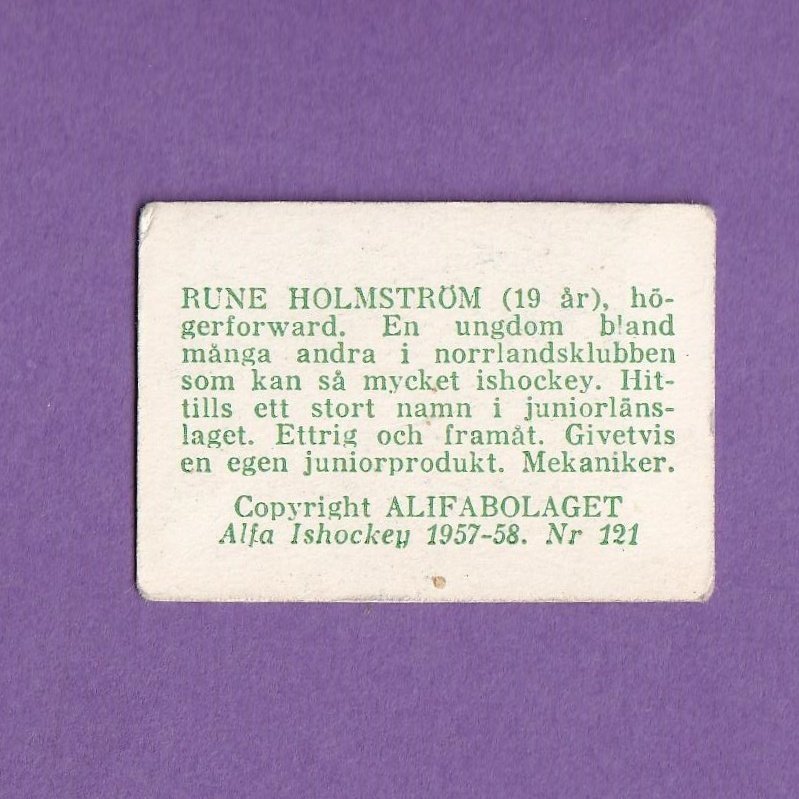 RUNE HOLMSTRÖM (19 år), hö-
gerforward. En ungdom bland
många andra i norrlandsklubben
som kan så mycket ishockey. Hit-
tills ett stort namn i juniorläns-
laget. Ettrig och framåt. Givetvis
en egen juniorprodukt. Mekaniker.
Copyright ALIFABOLAGET
Alfa Ishockey 1957-58. Nr 121